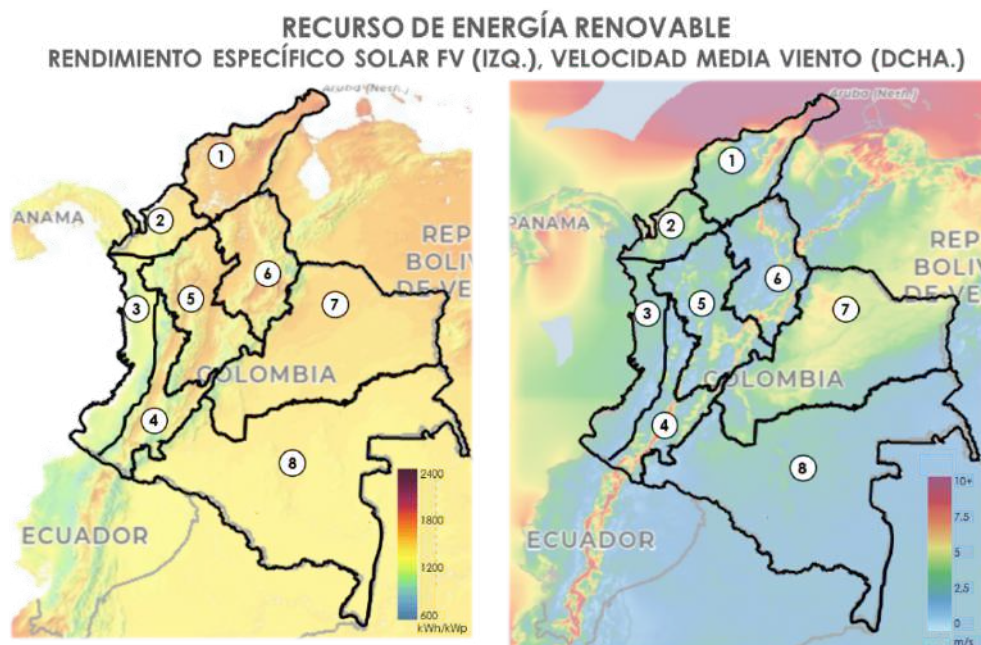 RECURSO DE ENERGÍA RENOVABLE
RENDIMIENTO ESPECÍFICO SOLAR FV (IZQ.), VELOCIDAD MEDIA VIENTO (DCHA.)
Aruba (Neth.)
1
2
ANAMA
REP
BOLIV
DE VE
3
5
6
7
COLOMBIA
4
8
ECUADOR
2400
1800
1200
600
kWh/kWp
Aruba (Neth.)
1
2
PANAMA
REP
BOLIV
DE VE
3
5
6
7
COLOMBIA
4
8
ECUADOR
10+
7.5
5
2,5
0
m/s